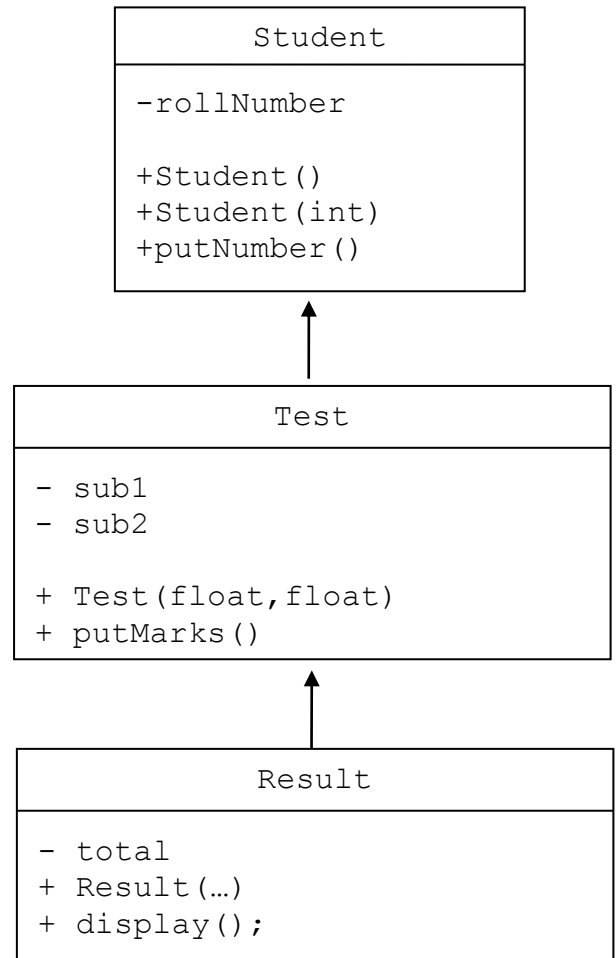 Student
-rollNumber
+Student()
+Student(int)
+putNumber()
Test
- sub1
- sub2
+ Test(float,float)
+ putMarks()
Result
- total
+ Result(…)
+ display();